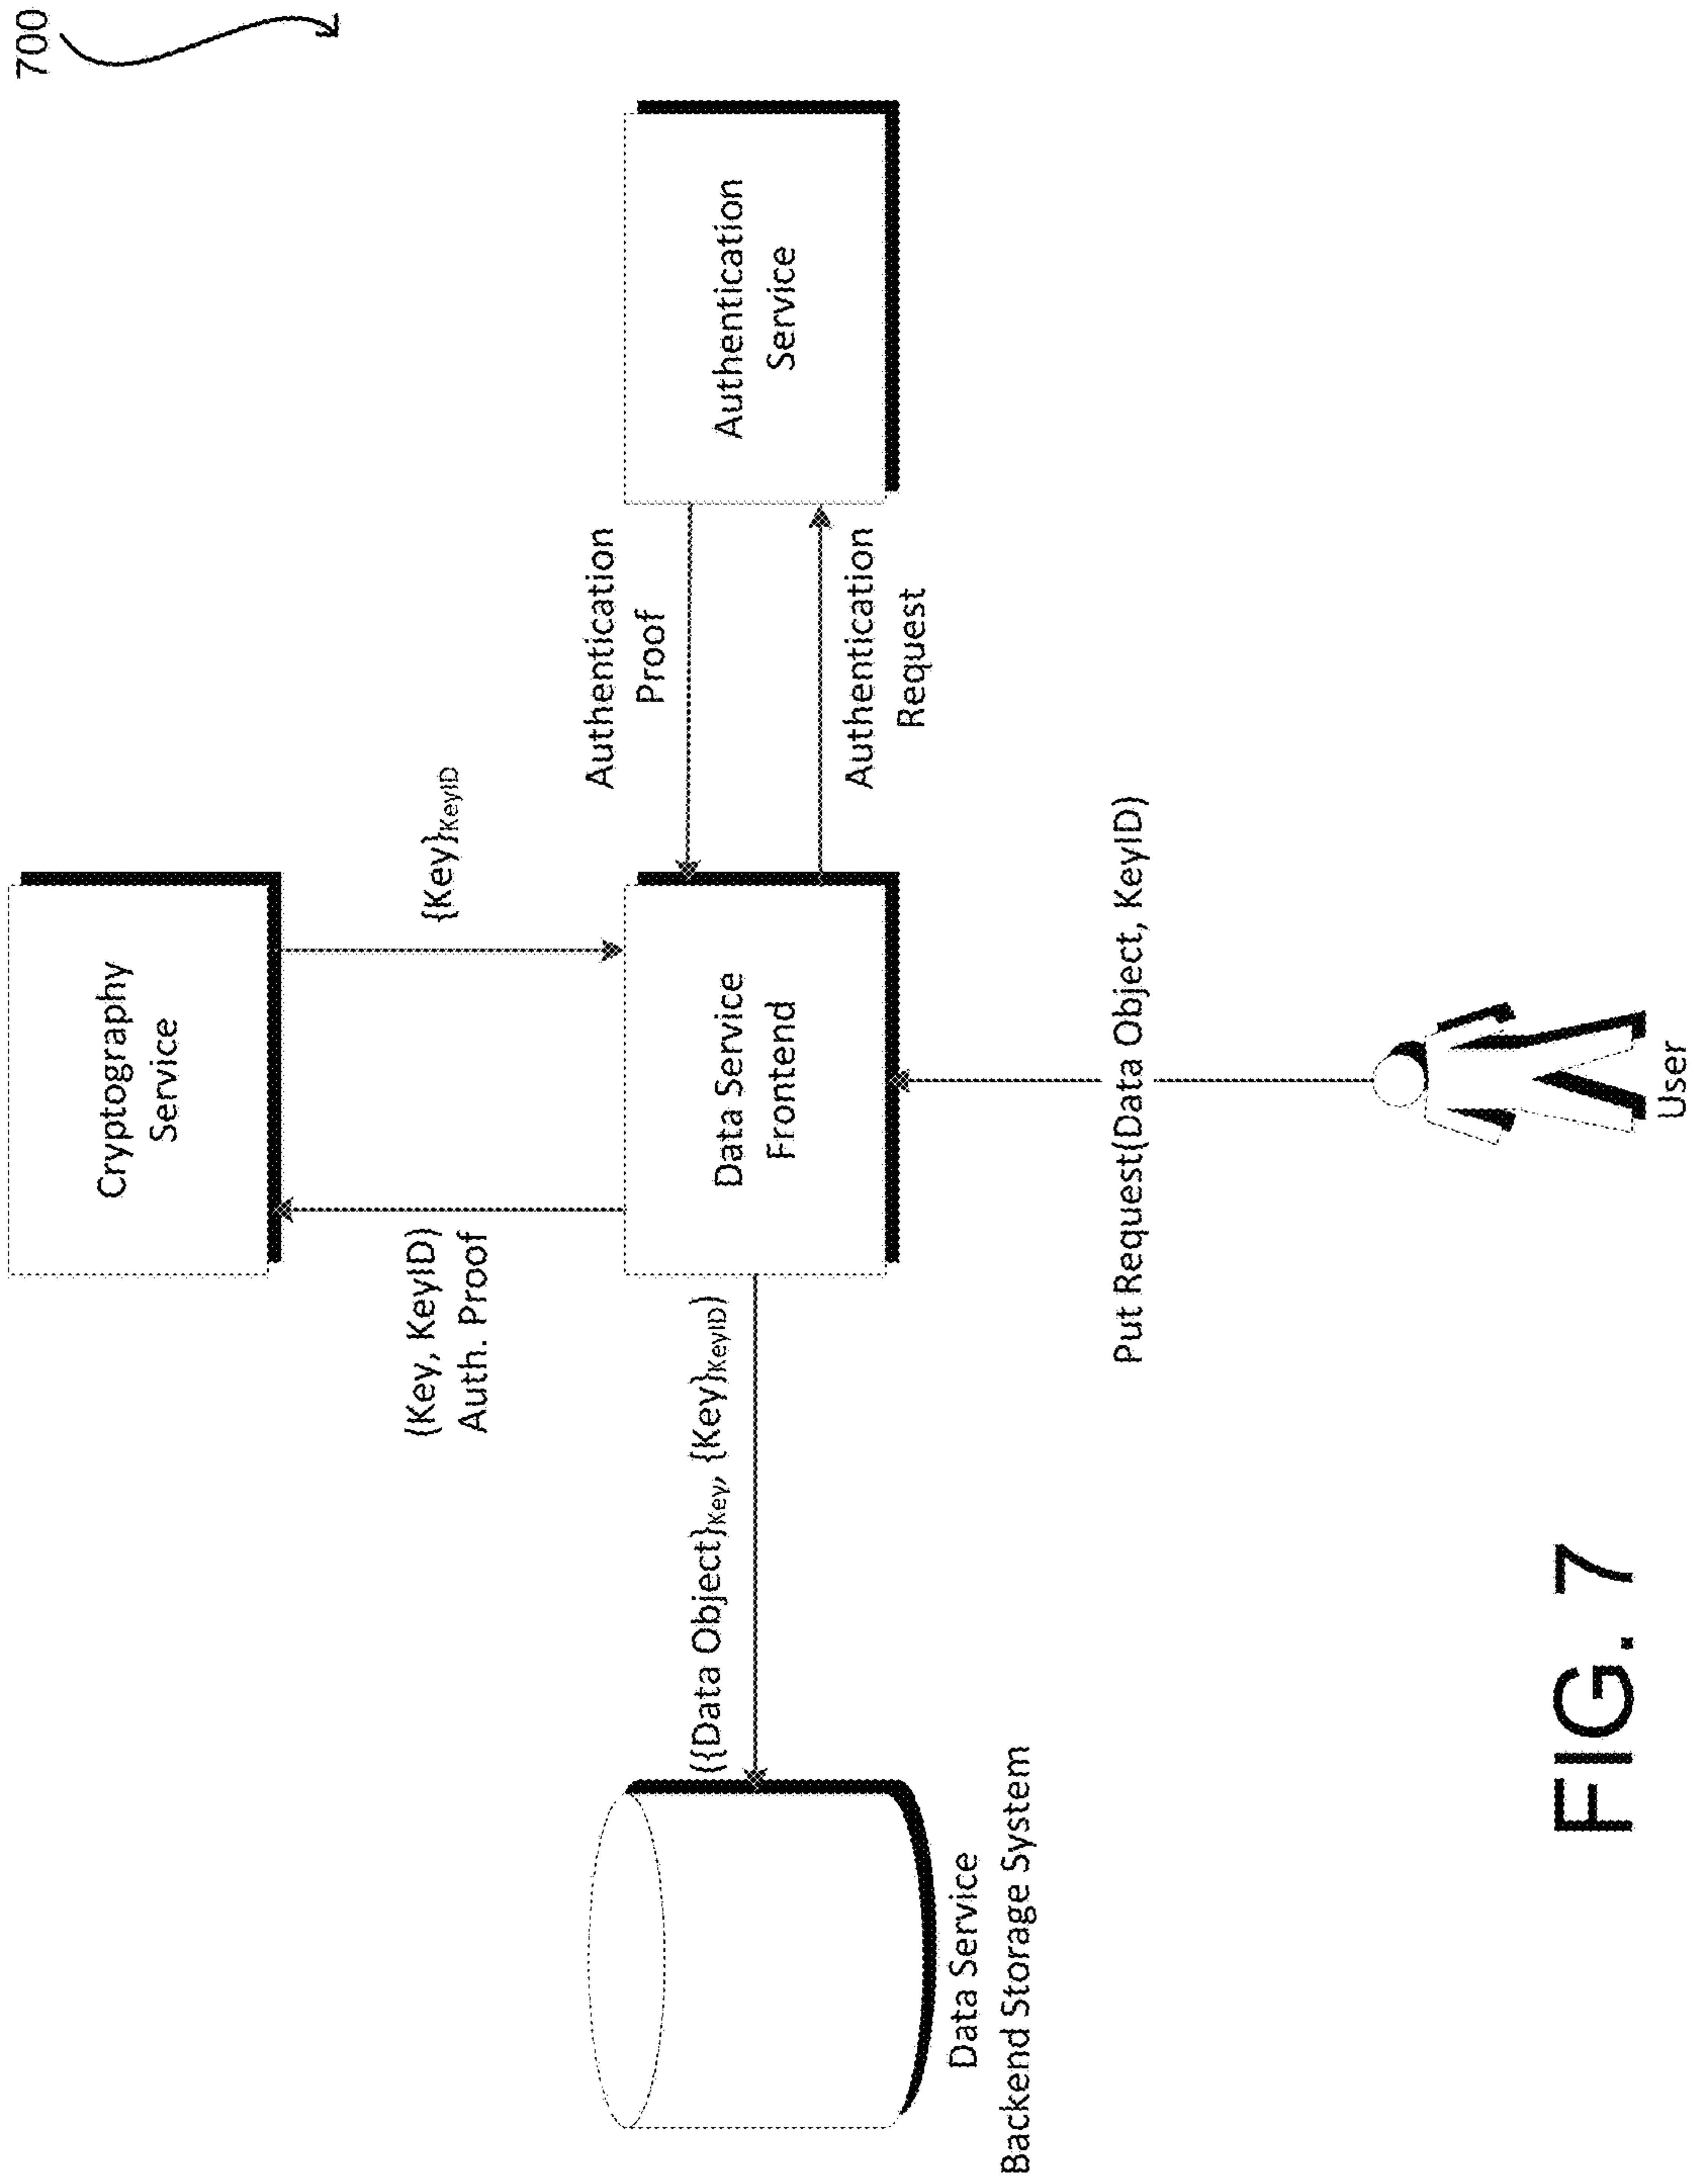 700
Cryptography
Service
(Key, KeyID)
Auth. Proof
{Key}KeyID
Authentication
Proof
({Data Object}Key, {Key}KeyID)
Data Service
Frontend
Authentication
Service
Authentication
Request
Data Service
Backend Storage System
Put Request(Data Object, KeyID)
User
FIG. 7